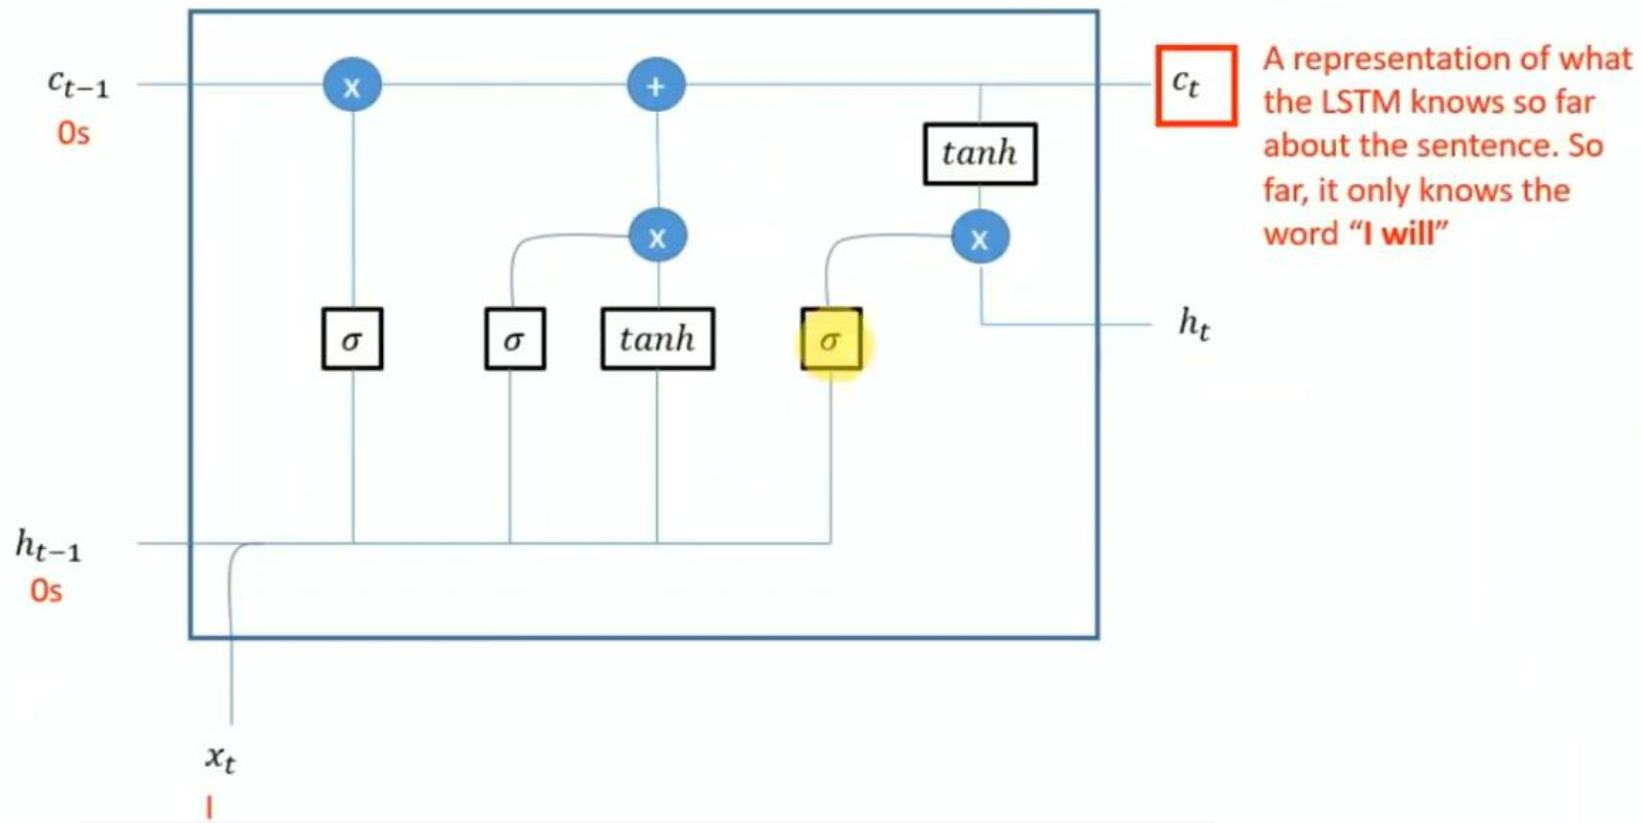 c_{t-1}
0s
x
+
c_t
A representation of what
the LSTM knows so far
about the sentence. So
far, it only knows the
word “I will”
tanh
x
x
σ
σ
tanh
σ
h_t
h_{t-1}
0s
x_t
I